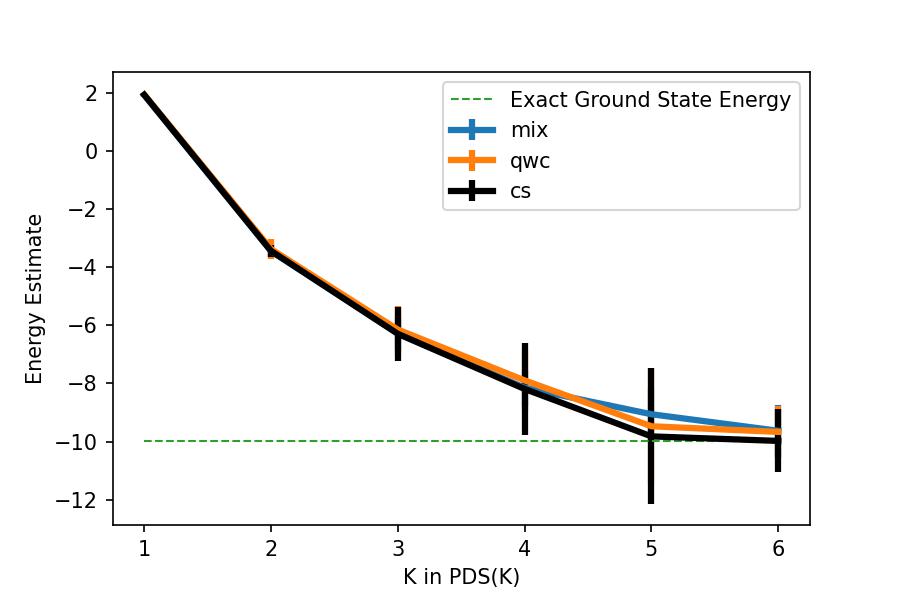 Exact Ground State Energy
mix
qwc
cs
Energy Estimate
2
0
−2
−4
−6
−8
−10
−12
1 2 3 4 5 6
K in PDS(K)